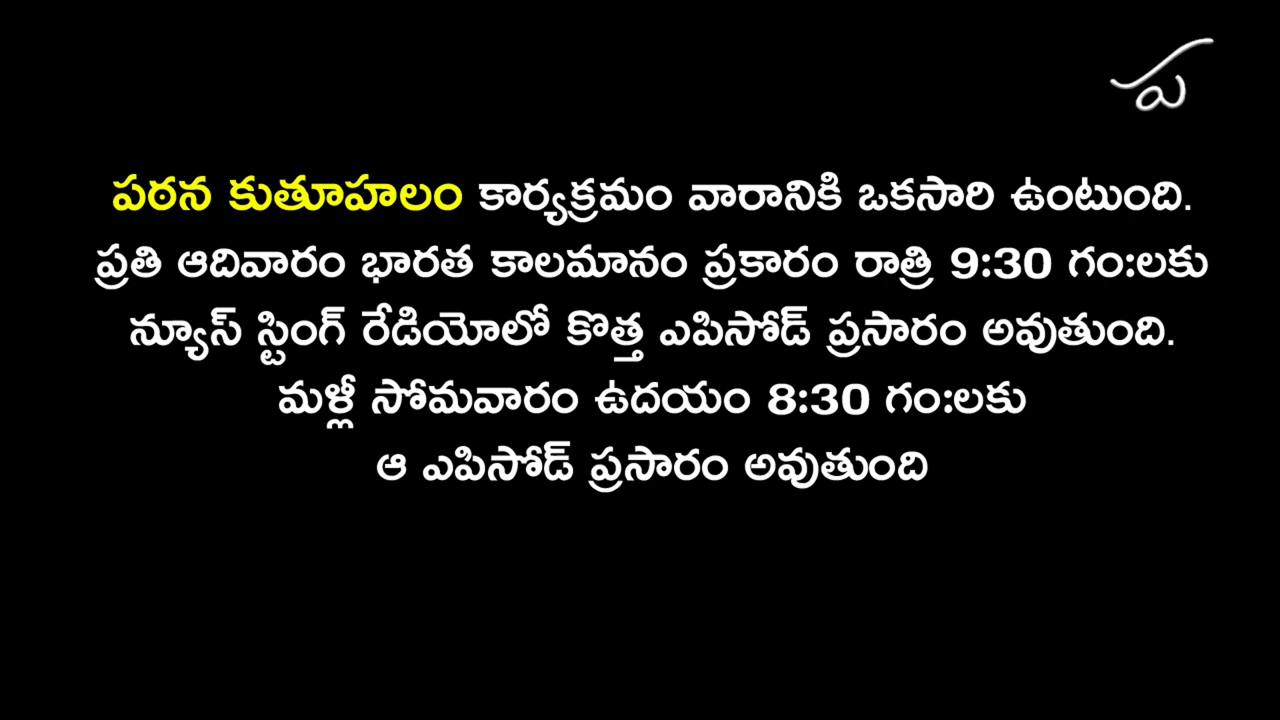 ప
పఠన కుతూహలం కార్యక్రమం వారానికి ఒకసారి ఉంటుంది.
ప్రతి ఆదివారం భారత కాలమానం ప్రకారం రాత్రి 9:30 గం:లకు
న్యూస్ స్టింగ్ రేడియోలో కొత్త ఎపిసోడ్ ప్రసారం అవుతుంది.
మళ్లీ సోమవారం ఉదయం 8:30 గం:లకు
ఆ ఎపిసోడ్ ప్రసారం అవుతుంది